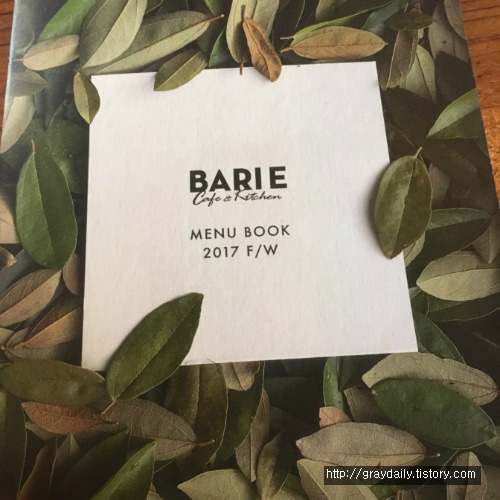 BARIE
Cafe & Kitchen
MENU BOOK
2017 F/W
http://graydaily.tistory.com